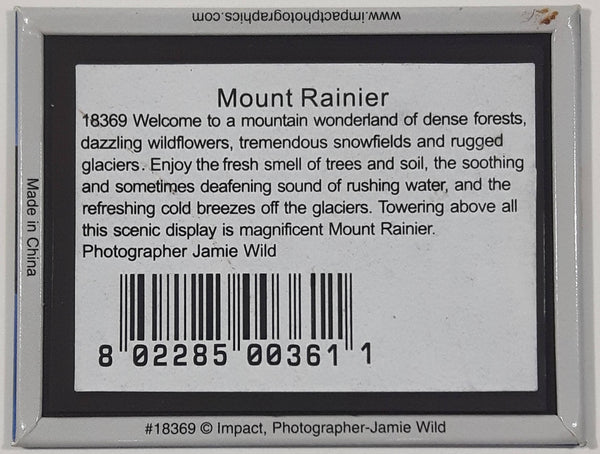 www.impactphotographics.com
Mount Rainier
18369 Welcome to a mountain wonderland of dense forests,
dazzling wildflowers, tremendous snowfields and rugged
glaciers. Enjoy the fresh smell of trees and soil, the soothing
and sometimes deafening sound of rushing water, and the
refreshing cold breezes off the glaciers. Towering above all
this scenic display is magnificent Mount Rainier.
Photographer Jamie Wild
8 02285 00361 1
Made in China
#18369 © Impact, Photographer-Jamie Wild